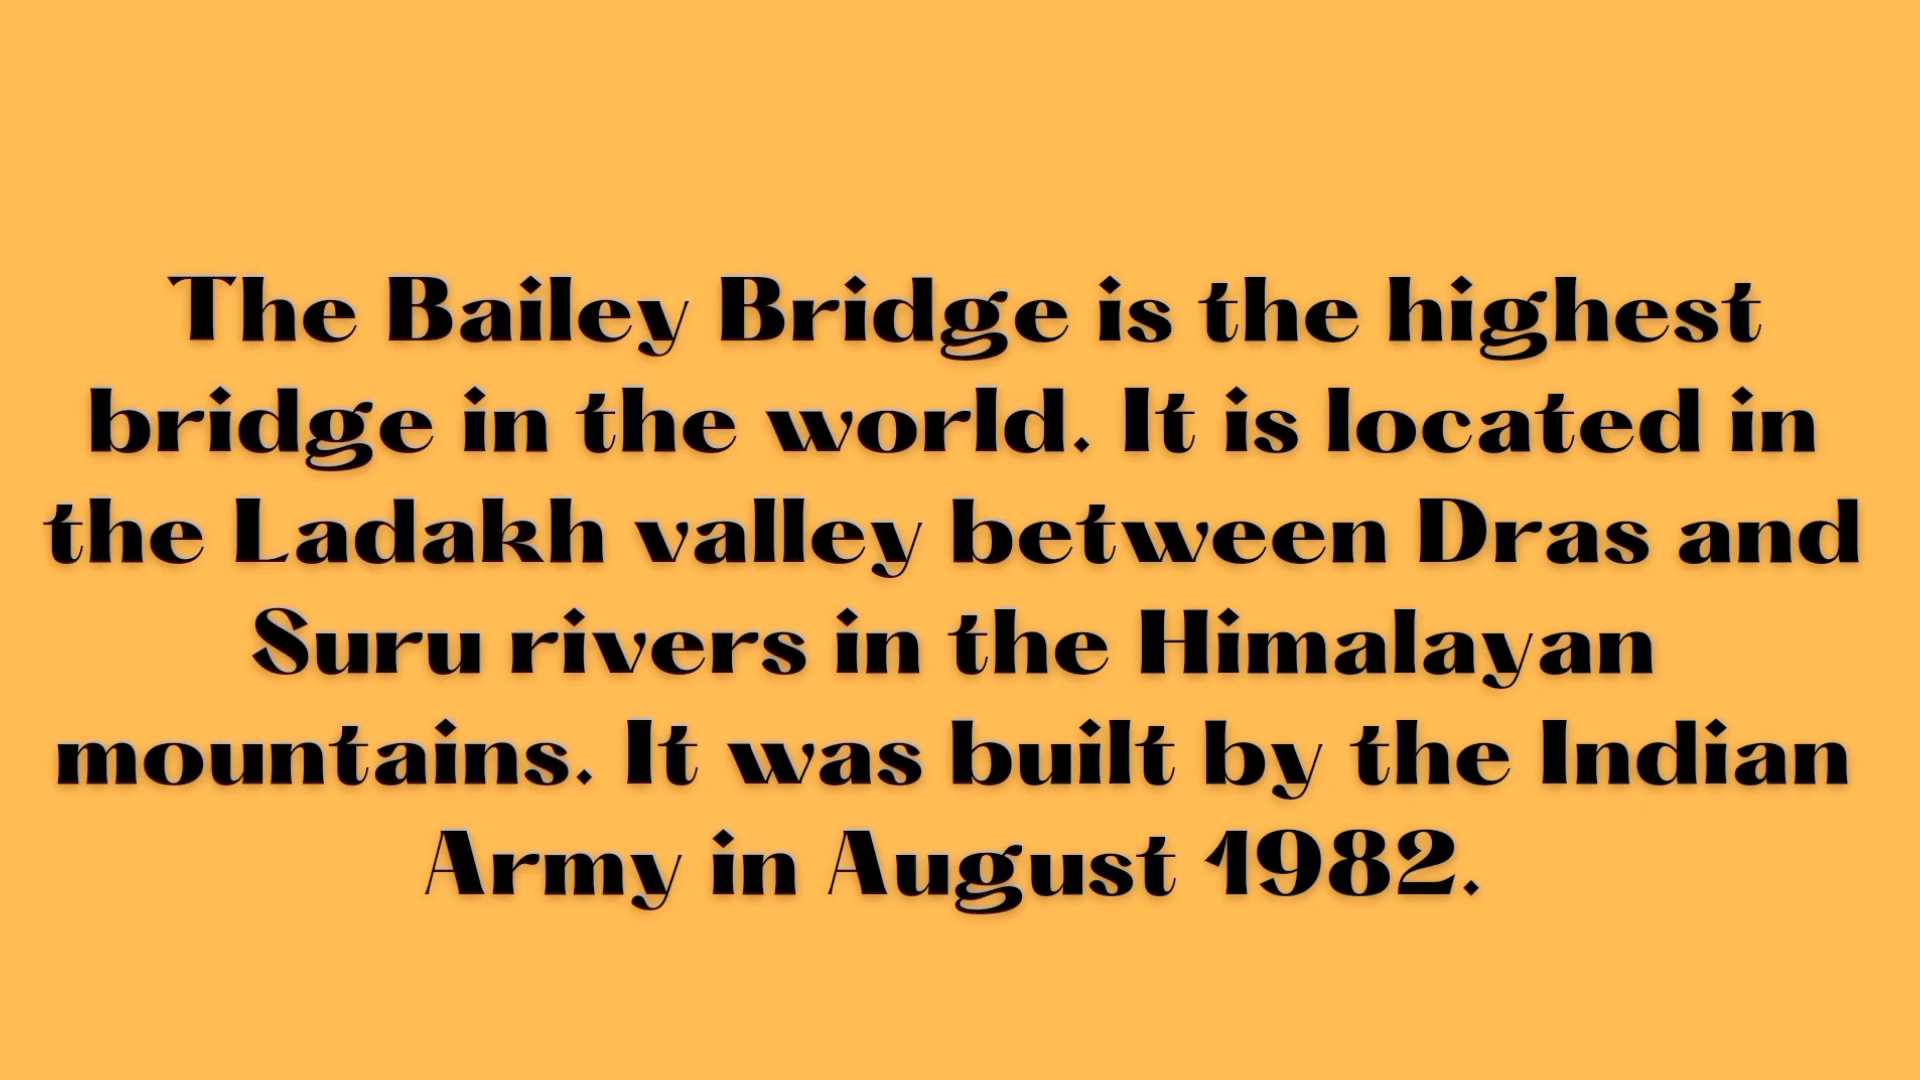 The Bailey Bridge is the highest
bridge in the world. It is located in
the Ladakh valley between Dras and
Suru rivers in the Himalayan
mountains. It was built by the Indian
Army in August 1982.